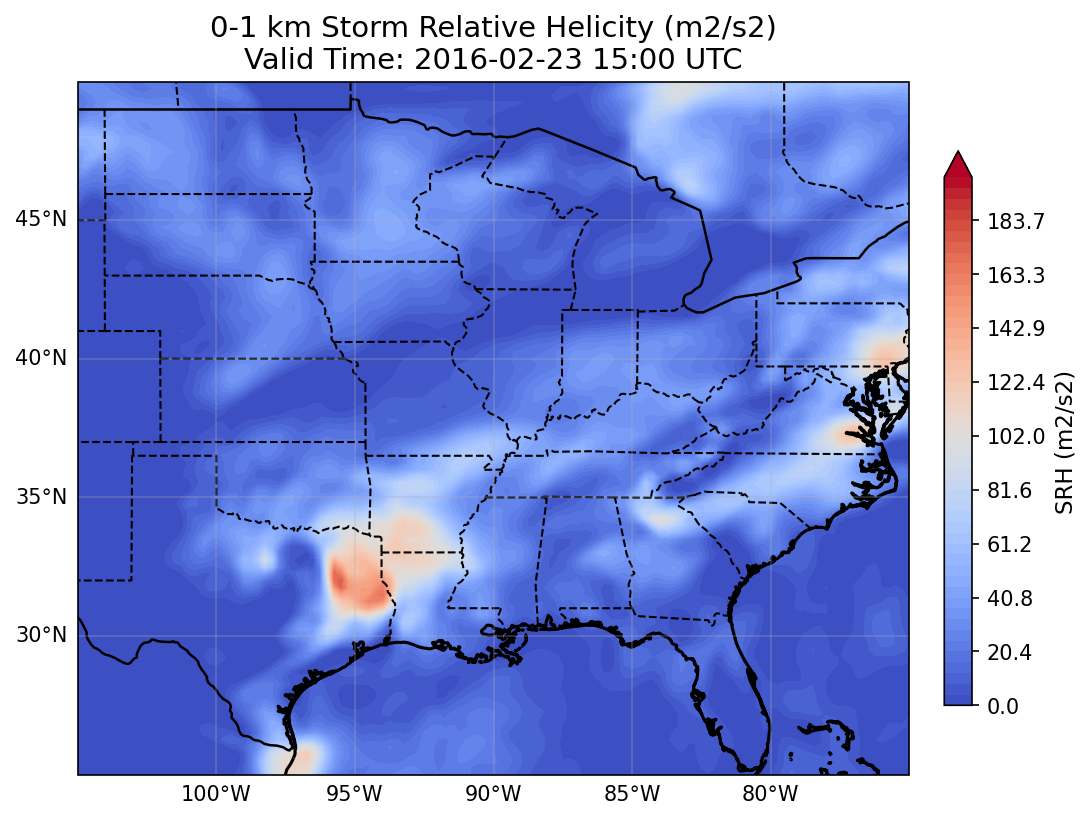 0-1 km Storm Relative Helicity (m2/s2)
Valid Time: 2016-02-23 15:00 UTC
45°N
40°N
35°N
30°N
100°W
95°W
90°W
85°W
80°W
183.7
163.3
142.9
122.4
102.0
81.6
61.2
40.8
20.4
0.0
SRH (m2/s2)